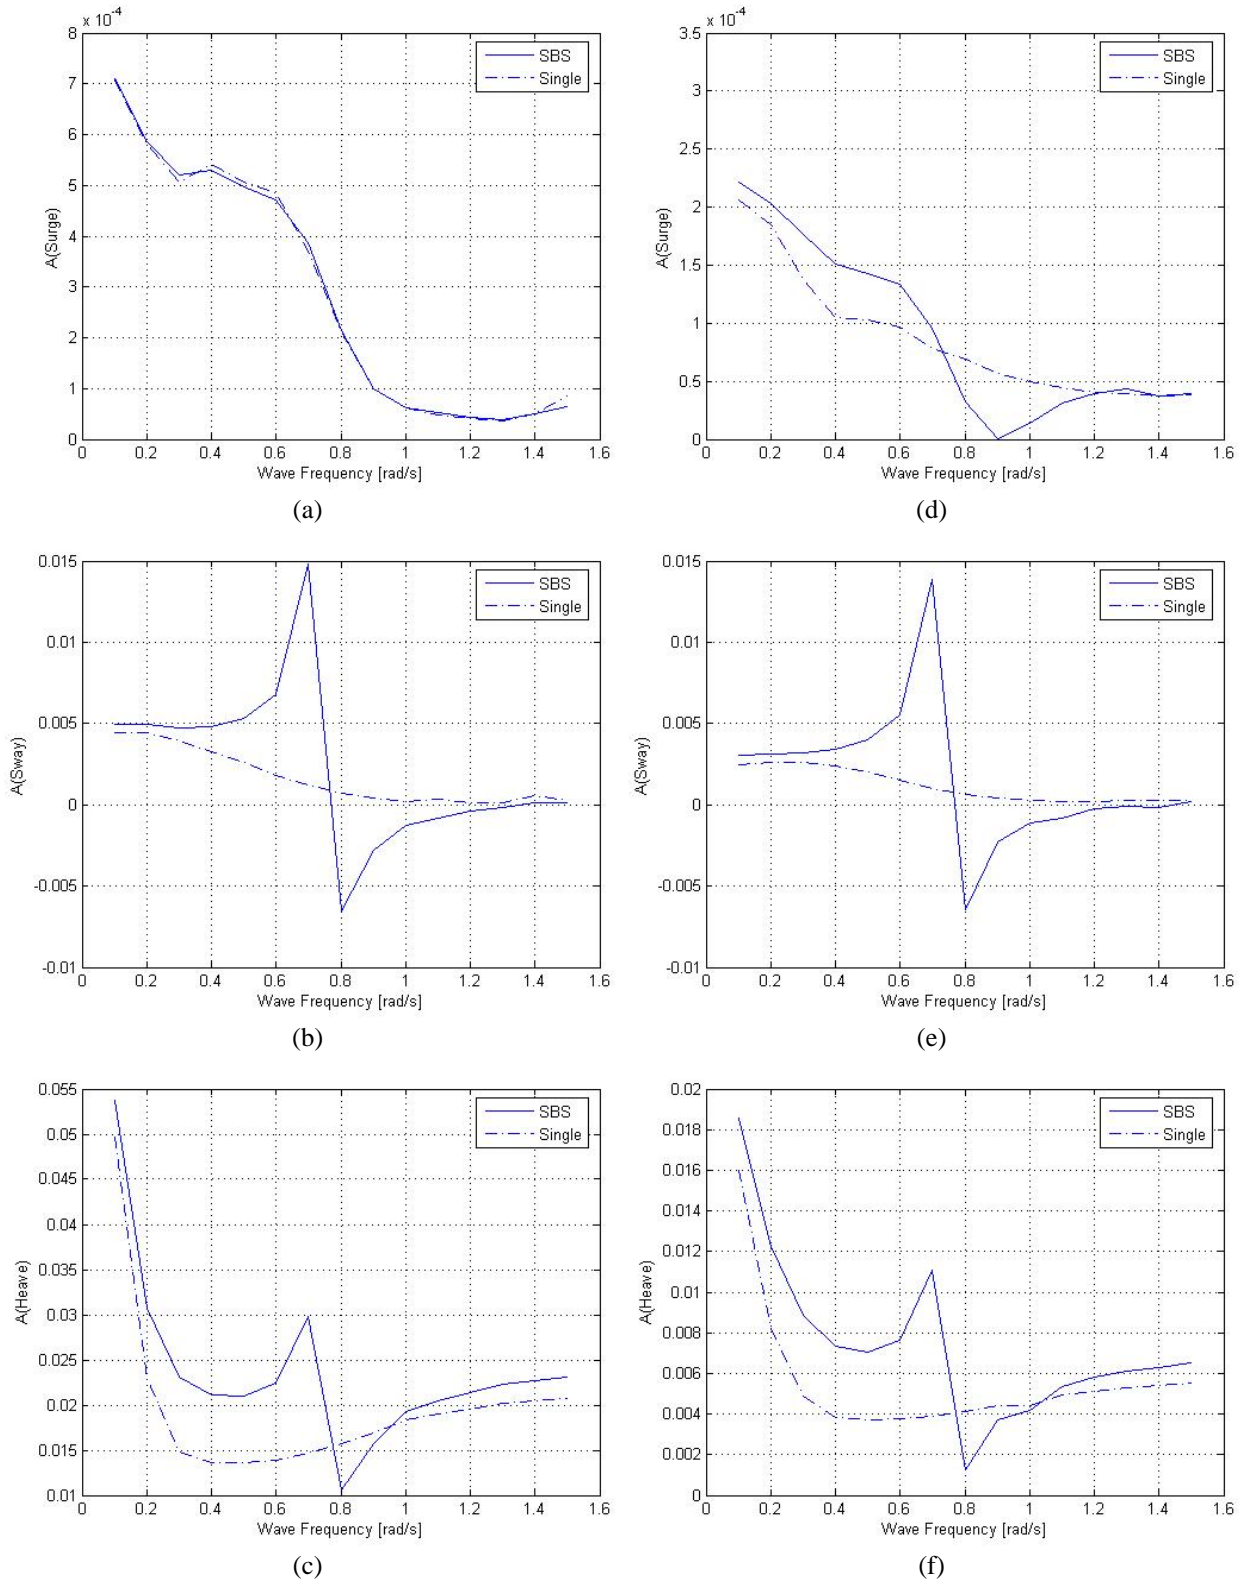 x 10⁻⁴
8
7
6
5
4
3
2
1
0
A(Surge)
SBS
Single
0 0.2 0.4 0.6 0.8 1 1.2 1.4 1.6
Wave Frequency [rad/s]
(a)
x 10⁻⁴
3.5
3
2.5
2
1.5
1
0.5
0
A(Surge)
SBS
Single
0 0.2 0.4 0.6 0.8 1 1.2 1.4 1.6
Wave Frequency [rad/s]
(d)
0.015
0.01
0.005
0
-0.005
-0.01
A(Sway)
SBS
Single
0 0.2 0.4 0.6 0.8 1 1.2 1.4 1.6
Wave Frequency [rad/s]
(b)
0.015
0.01
0.005
0
-0.005
-0.01
A(Sway)
SBS
Single
0 0.2 0.4 0.6 0.8 1 1.2 1.4 1.6
Wave Frequency [rad/s]
(e)
0.055
0.05
0.045
0.04
0.035
0.03
0.025
0.02
0.015
0.01
A(Heave)
SBS
Single
0 0.2 0.4 0.6 0.8 1 1.2 1.4 1.6
Wave Frequency [rad/s]
(c)
0.02
0.018
0.016
0.014
0.012
0.01
0.008
0.006
0.004
0.002
0
A(Heave)
SBS
Single
0 0.2 0.4 0.6 0.8 1 1.2 1.4 1.6
Wave Frequency [rad/s]
(f)